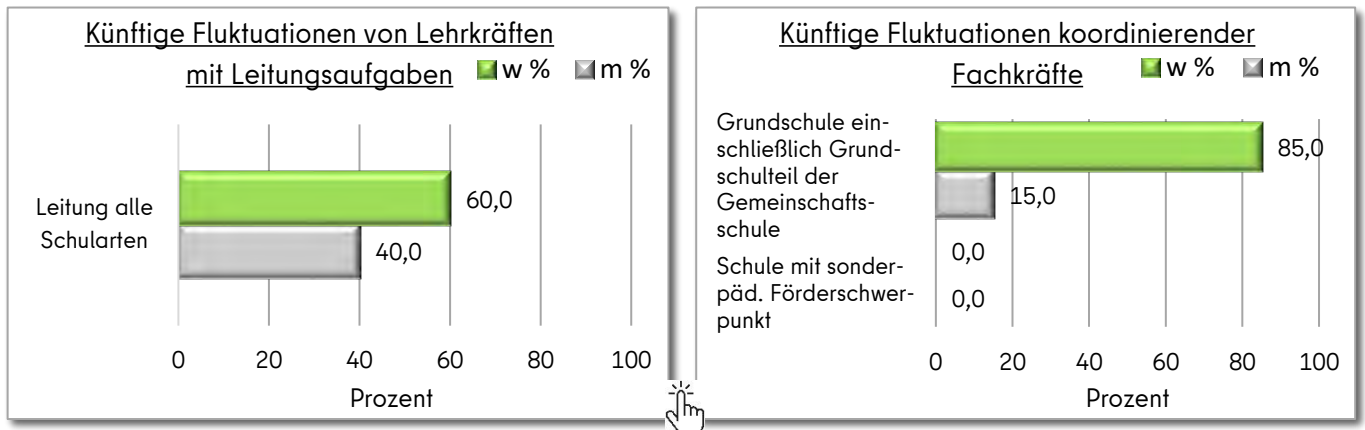 Künftige Fluktuationen von Lehrkräften
mit Leitungsaufgaben
w %
m %
Leitung alle
Schularten
60,0
40,0
0 20 40 60 80 100
Prozent
Künftige Fluktuationen koordinierender
Fachkräfte
w %
m %
Grundschule ein-
schließlich Grund-
schulteil der
Gemeinschafts-
schule
85,0
15,0
Schule mit sonder-
päd. Förderschwer-
punkt
0,0
0,0
0 20 40 60 80 100
Prozent